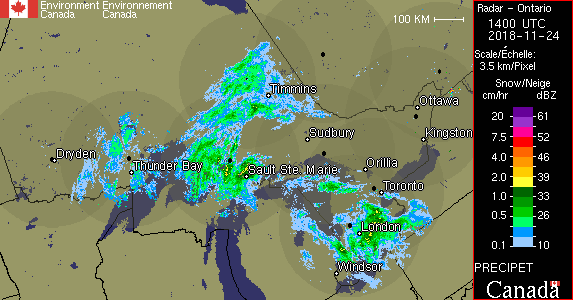 Environment Environnement
Canada Canada
100 KM
Timmins
Ottawa
Sudbury
Kingston
Dryden
Thunder Bay
Sault Ste. Marie
Orillia
Toronto
London
Windsor
Radar - Ontario
1400 UTC
2018-11-24
Scale/Échelle:
3.5 km/Pixel
Snow/Neige
cm/hr dBZ
20 61
7.5 52
4.0 46
2.0 39
1.0 33
0.5 26
0.1 10
PRECIPET
Canada